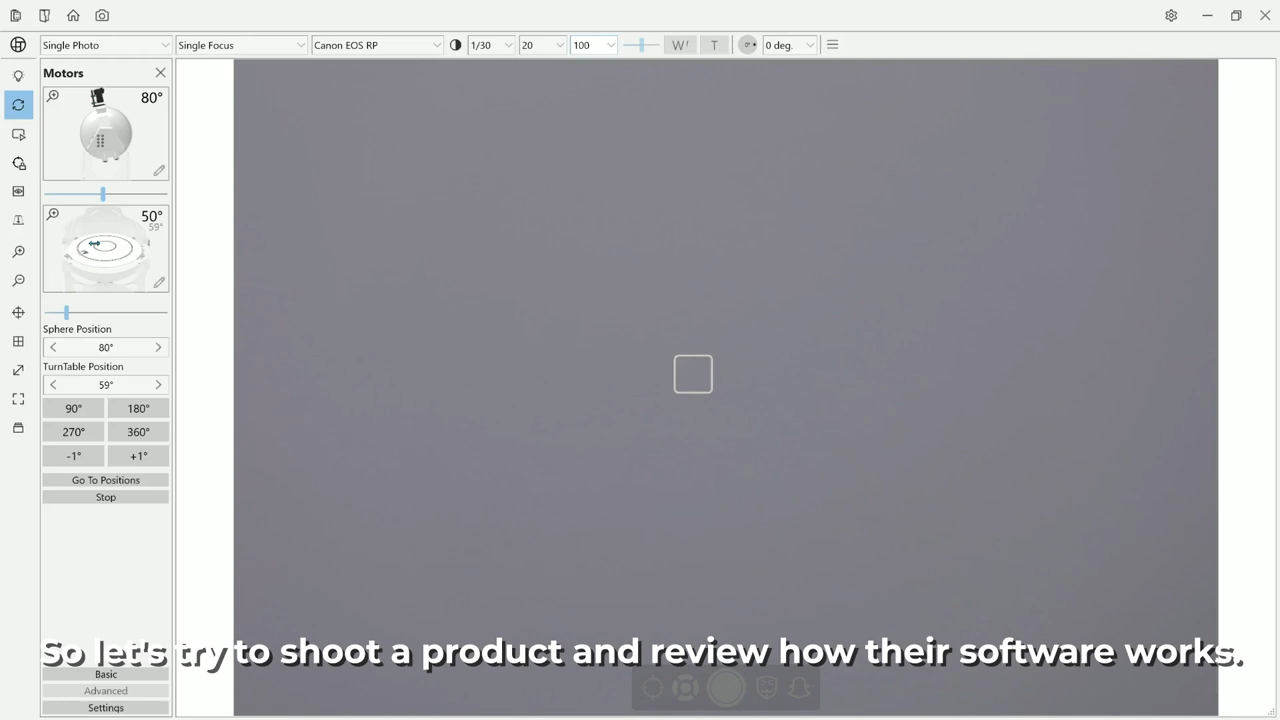 Single Photo
Single Focus
Canon EOS RP
1/30
20
100
T
0 deg.
Motors
80°
50°
59°
Sphere Position
80°
TurnTable Position
59°
90°
180°
270°
360°
-1°
+1°
Go To Positions
Stop
So let's try to shoot a product and review how their software works.
Basic
Advanced
Settings